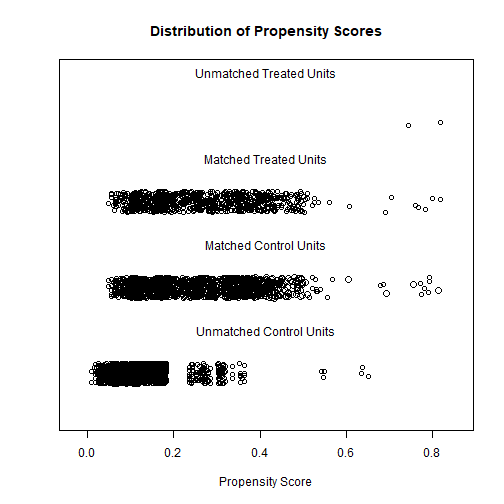 Distribution of Propensity Scores
Unmatched Treated Units
Matched Treated Units
Matched Control Units
Unmatched Control Units
0.0 0.2 0.4 0.6 0.8
Propensity Score